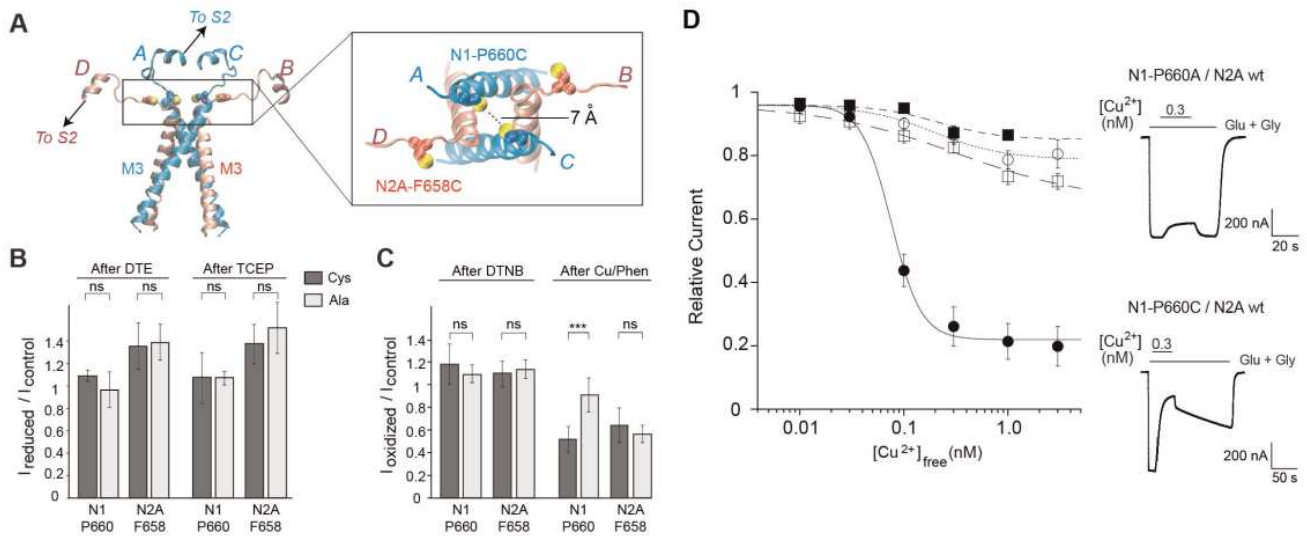 A
To S2
A
C
D
B
To S2
M3
M3
N1-P660C
A
B
7 Å
D
C
N2A-F658C
B
After DTE
After TCEP
ns
ns
ns
ns
Cys
Ala
I reduced / I control
1.4
1.2
1
0.8
0.6
0.4
0.2
0
N1
P660
N2A
F658
N1
P660
N2A
F658
C
After DTNB
After Cu/Phen
ns
ns
***
ns
I oxidized / I control
1.4
1.2
1
0.8
0.6
0.4
0.2
0
N1
P660
N2A
F658
N1
P660
N2A
F658
D
Relative Current
1
0.8
0.6
0.4
0.2
0
0.01
0.1
1.0
[Cu2+]free(nM)
N1-P660A / N2A wt
[Cu2+]
(nM)
0.3
Glu + Gly
200 nA
20 s
N1-P660C / N2A wt
[Cu2+]
(nM)
0.3
Glu + Gly
200 nA
50 s